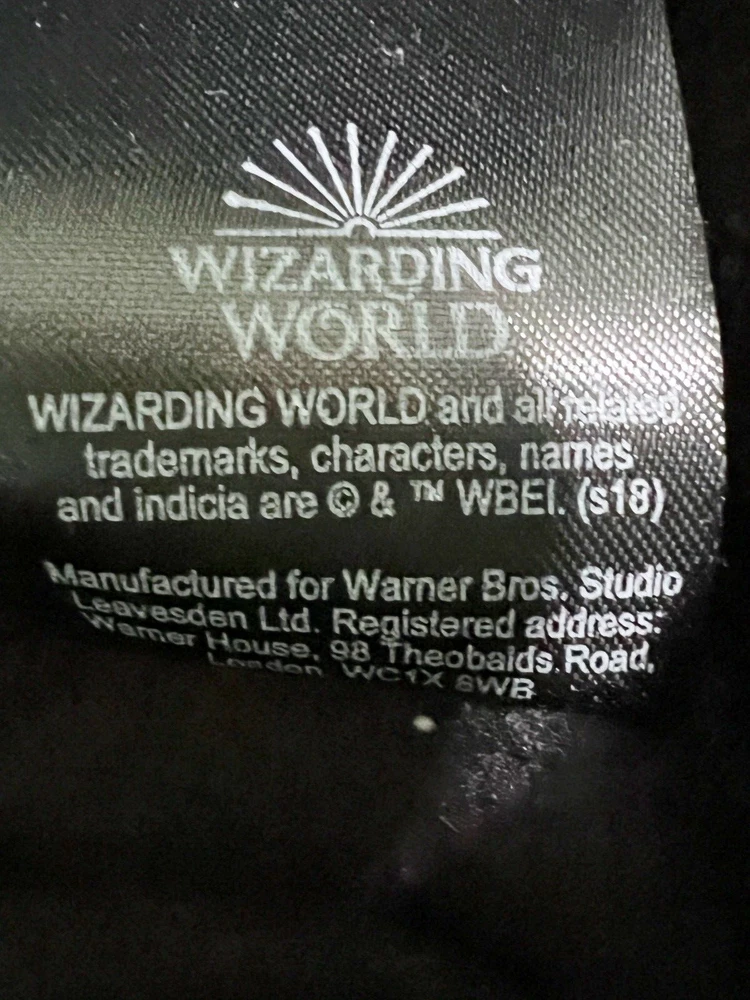 WIZARDING
WORLD
WIZARDING WORLD and all related
trademarks, characters, names
and indicia are © & ™ WBEI. (s18)
Manufactured for Warner Bros. Studio
Leavesden Ltd. Registered address:
Warner House, 98 Theobalds Road,
London WC1X 8WB